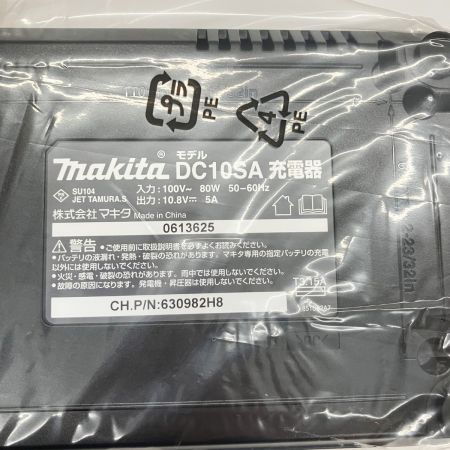 プラ PE
4 PE
makita® モデル DC10SA 充電器
SU104
JET TAMURA.S
入力:100V~ 80W 50-60Hz
出力:10.8V⎓ 5A
株式会社マキタ Made in China
0613625
⚠警告 •ご使用前に取扱説明書を必ずよくお読みください。
•バッテリの液漏れ・発熱・破裂の恐れがあります。マキタ専用の指定バッテリの充電
以外には使用しないでください。
•火災・感電・破裂の恐れがあります。雨中では使用しないでください。
•故障の原因になります。発電機・昇圧器は使用しないでください。
T3.15A
CH.P/N:630982H8
2-23/32in